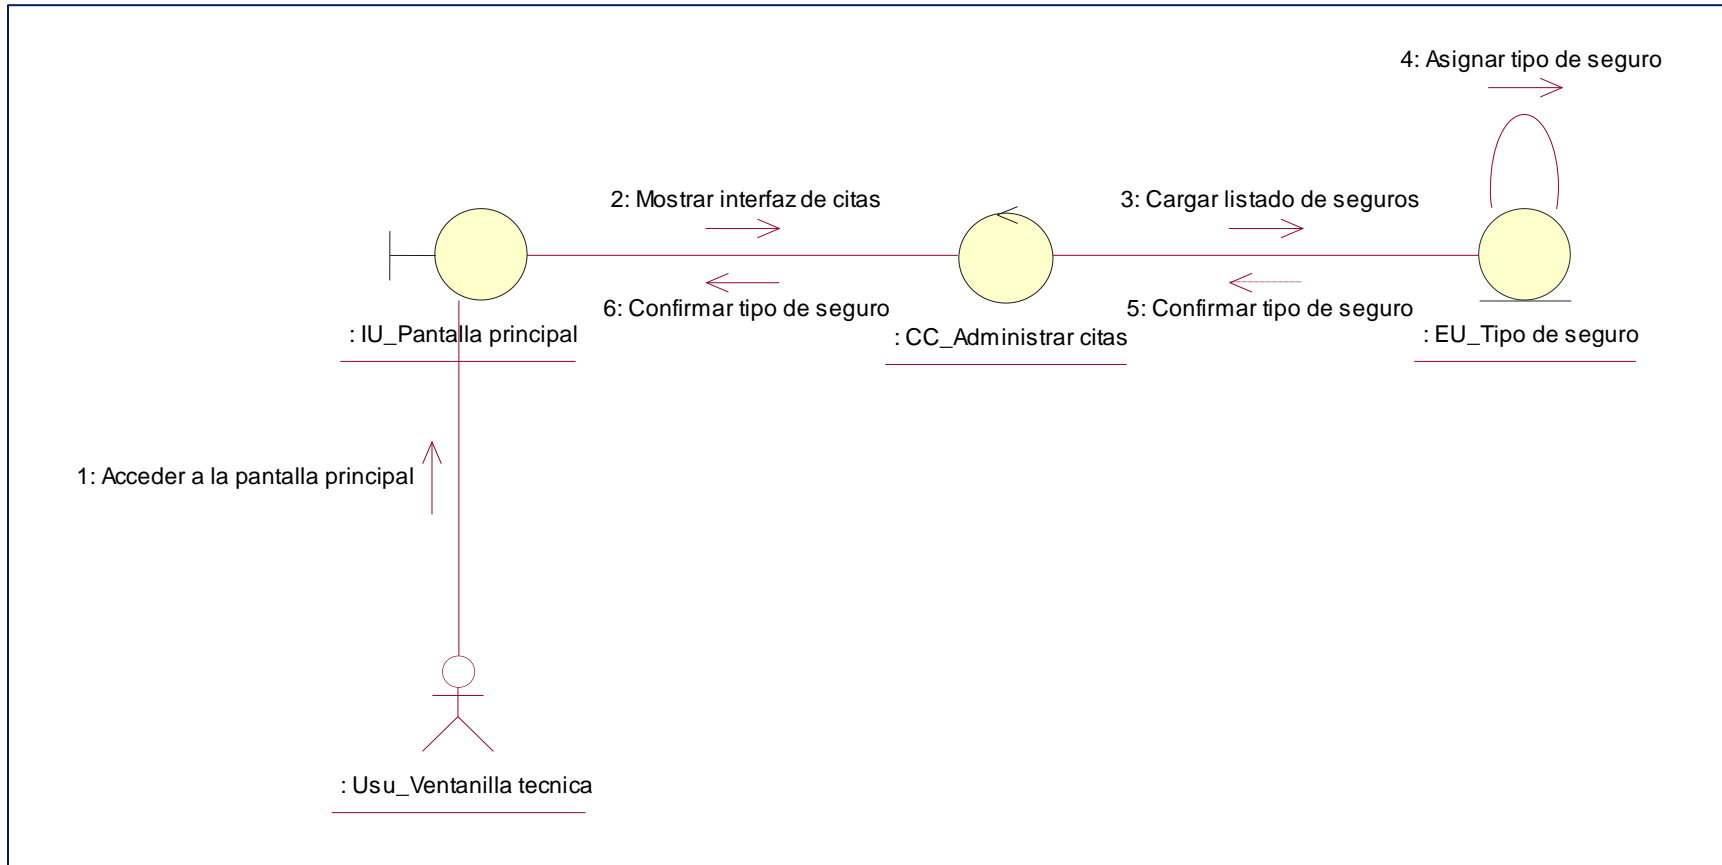 4: Asignar tipo de seguro
2: Mostrar interfaz de citas
3: Cargar listado de seguros
6: Confirmar tipo de seguro
5: Confirmar tipo de seguro
: IU_Pantalla principal
: CC_Administrar citas
: EU_Tipo de seguro
1: Acceder a la pantalla principal
: Usu_Ventanilla tecnica